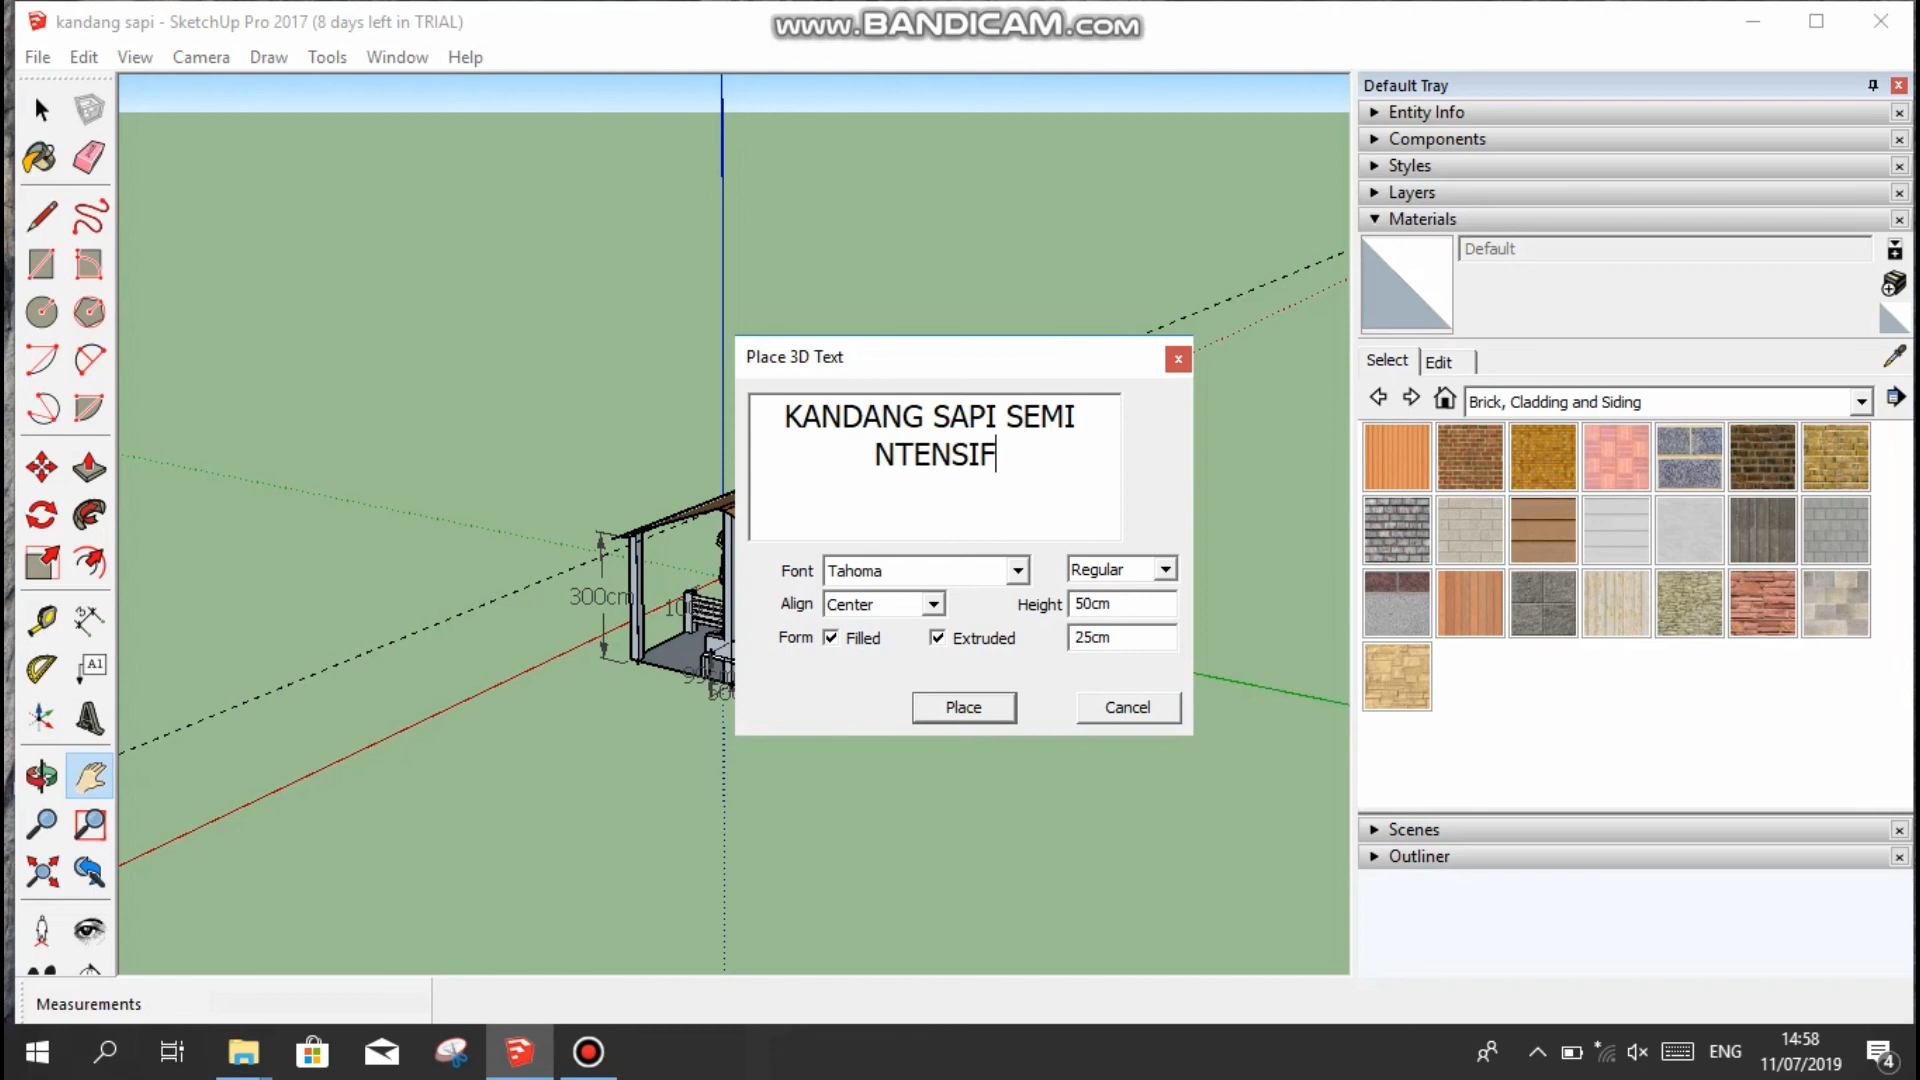 kandang sapi - SketchUp Pro 2017 (8 days left in TRIAL)
www.BANDICAM.com
File Edit View Camera Draw Tools Window Help
Default Tray
Entity Info
Components
Styles
Layers
Materials
Default
Place 3D Text
KANDANG SAPI SEMI
NTENSIF
Select Edit
Brick, Cladding and Siding
Font Tahoma Regular
Align Center Height 50cm
Form Filled Extruded 25cm
Place Cancel
300cm
A1
Scenes
Outliner
Measurements
ENG
14:58
11/07/2019
4